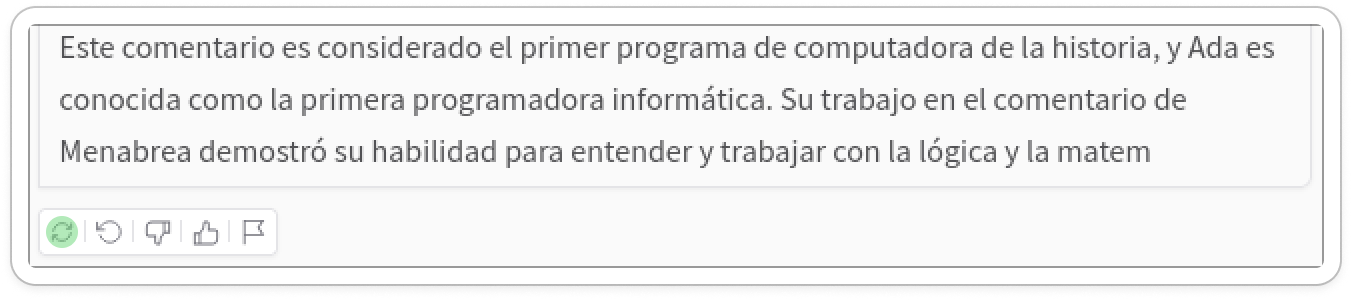 Este comentario es considerado el primer programa de computadora de la historia, y Ada es
conocida como la primera programadora informática. Su trabajo en el comentario de
Menabrea demostró su habilidad para entender y trabajar con la lógica y la matem